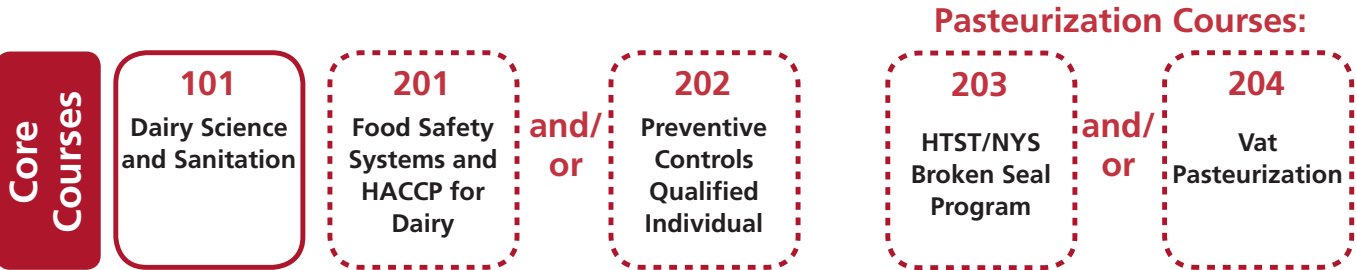 Pasteurization Courses:
Core
Courses
101
Dairy Science
and Sanitation
201
Food Safety
Systems and
HACCP for
Dairy
and/
or
202
Preventive
Controls
Qualified
Individual
203
HTST/NYS
Broken Seal
Program
and/
or
204
Vat
Pasteurization